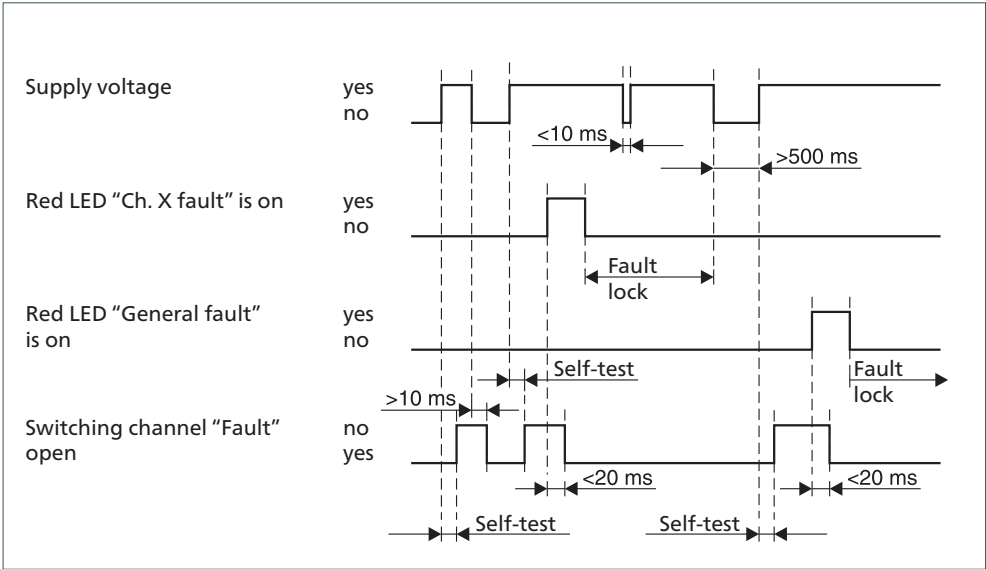 Supply voltage
yes
no
<10 ms
>500 ms
Red LED “Ch. X fault” is on
yes
no
Fault
lock
Red LED “General fault”
is on
yes
no
Self-test
Fault
lock
>10 ms
Switching channel “Fault”
open
no
yes
<20 ms
<20 ms
Self-test
Self-test